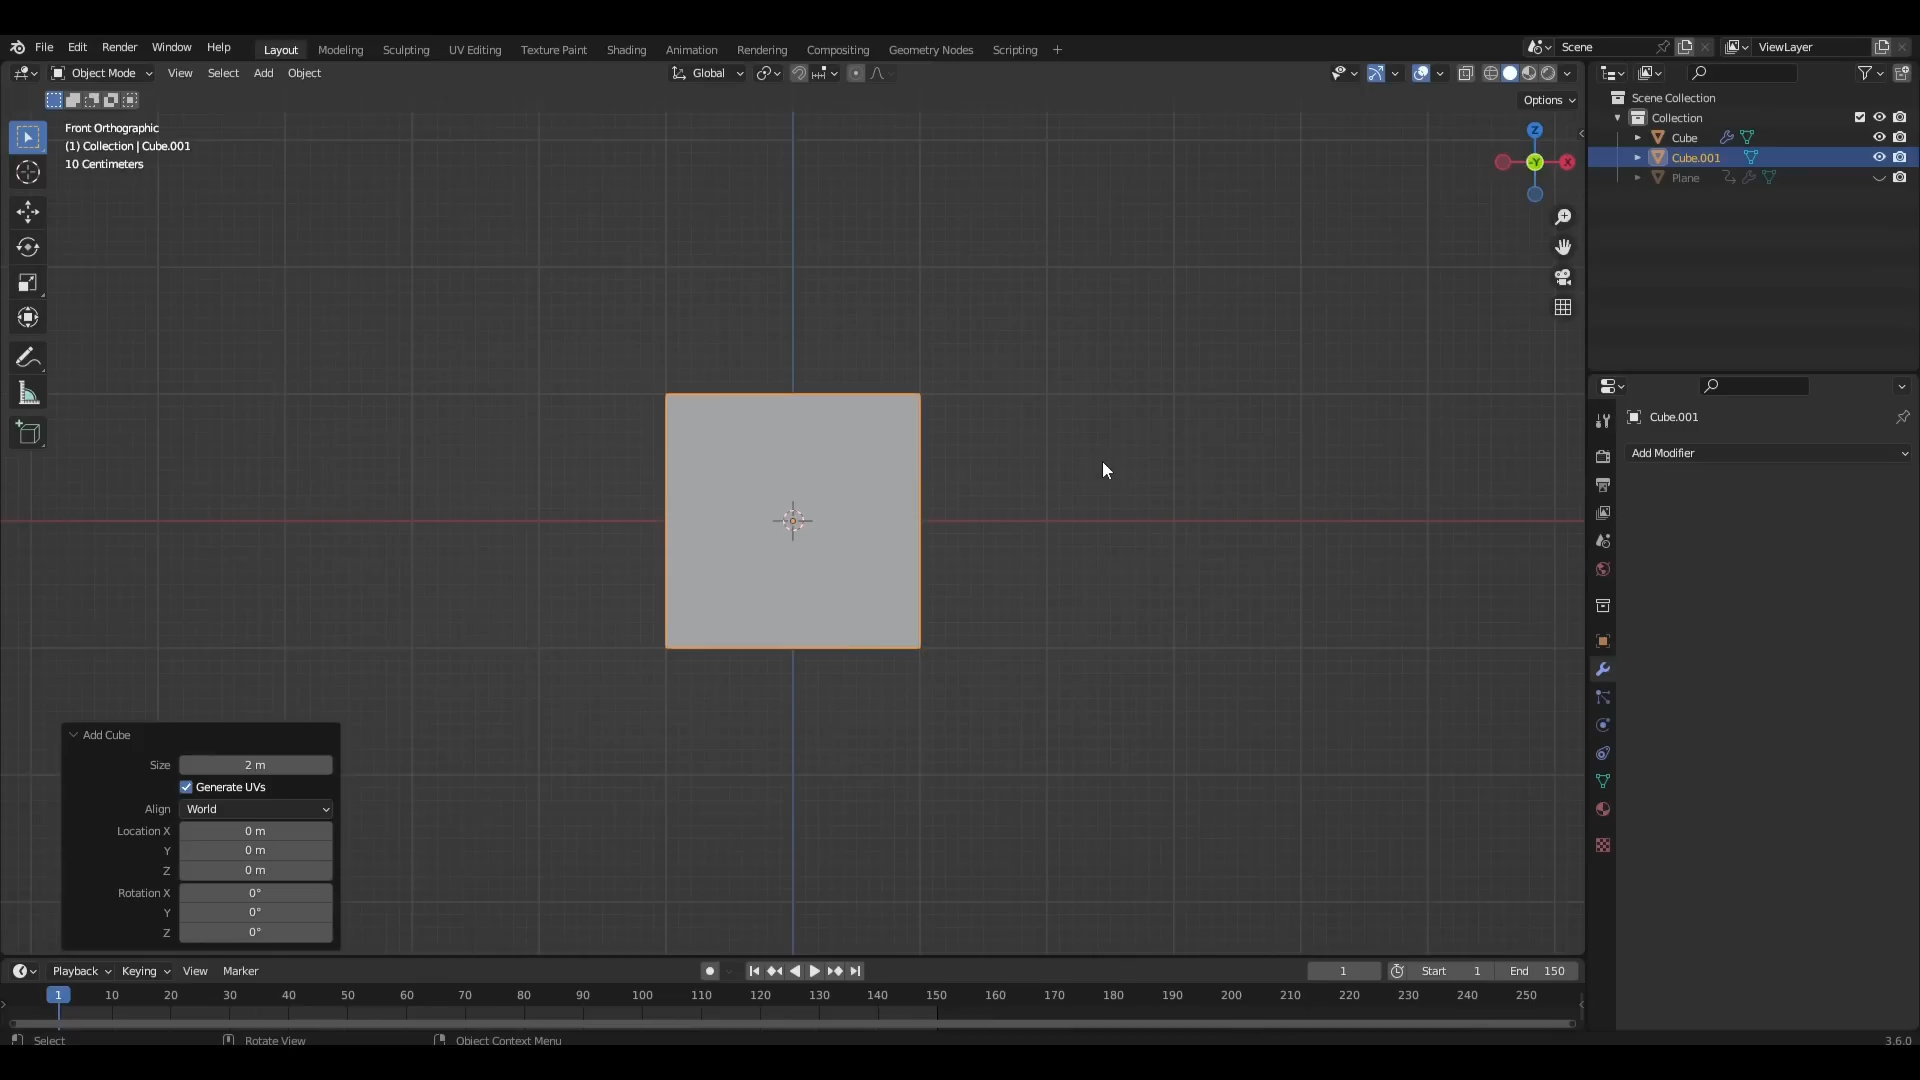 File Edit Render Window Help Layout Modeling Sculpting UV Editing Texture Paint Shading Animation Rendering Compositing Geometry Nodes Scripting + Scene ViewLayer
Object Mode View Select Add Object Global
Options
Front Orthographic
(1) Collection | Cube.001
10 Centimeters
Z
-Y
X
Scene Collection
Collection
Cube
Cube.001
Plane
Cube.001
Add Modifier
Add Cube
Size 2 m
Generate UVs
Align World
Location X 0 m
Y 0 m
Z 0 m
Rotation X 0°
Y 0°
Z 0°
Playback Keying View Marker 1 Start 1 End 150
1 10 20 30 40 50 60 70 80 90 100 110 120 130 140 150 160 170 180 190 200 210 220 230 240 250
Select Rotate View Object Context Menu 3.6.0